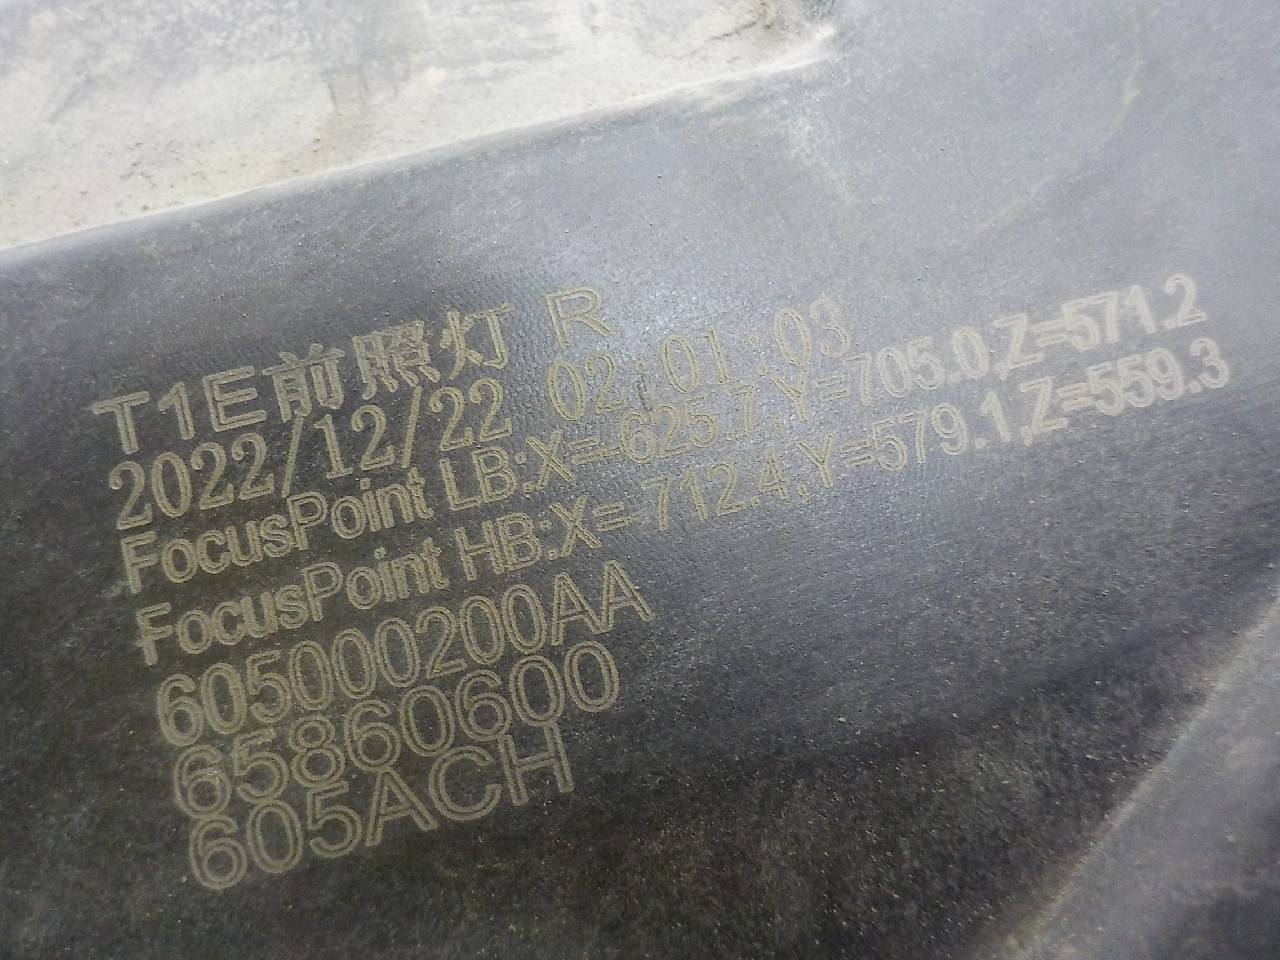 T1E前照灯 R
2022/12/22 02:01:03
FocusPoint LB:X=-625.7,Y=705.0,Z=571.2
FocusPoint HB:X=-712.4,Y=579.1,Z=559.3
605000200AA
65860600
605ACH